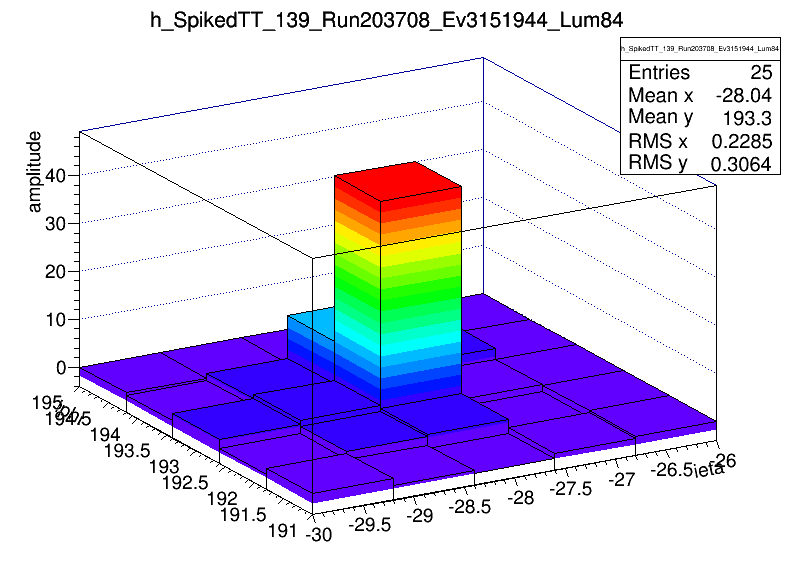 h_SpikedTT_139_Run203708_Ev3151944_Lum84
h_SpikedTT_139_Run203708_Ev3151944_Lum84
Entries 25
Mean x -28.04
Mean y 193.3
RMS x 0.2285
RMS y 0.3064
amplitude
40
30
20
10
0
195
194.5
194
193.5
193
192.5
192
191.5
191
-30
-29.5
-29
-28.5
-28
-27.5
-27
-26.5
-26
ieta